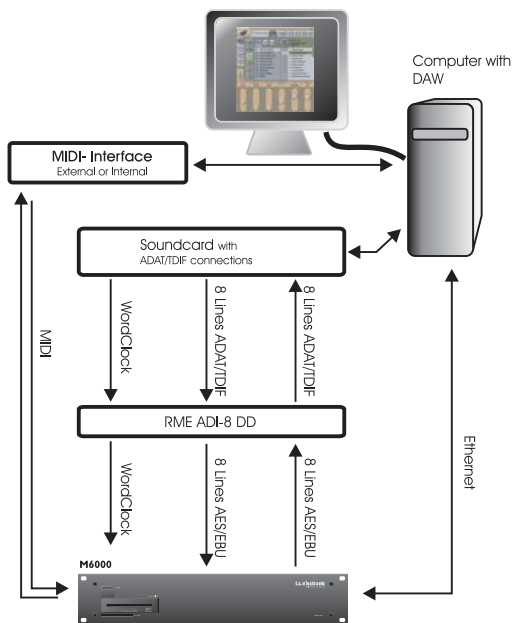 Computer with
DAW
MIDI- Interface
External or Internal
Soundcard with
ADAT/TDIF connections
MIDI
WordClock
8 Lines ADAT/TDIF
8 Lines ADAT/TDIF
RME ADI-8 DD
WordClock
8 Lines AES/EBU
8 Lines AES/EBU
Ethernet
M6000
t.c.electronic